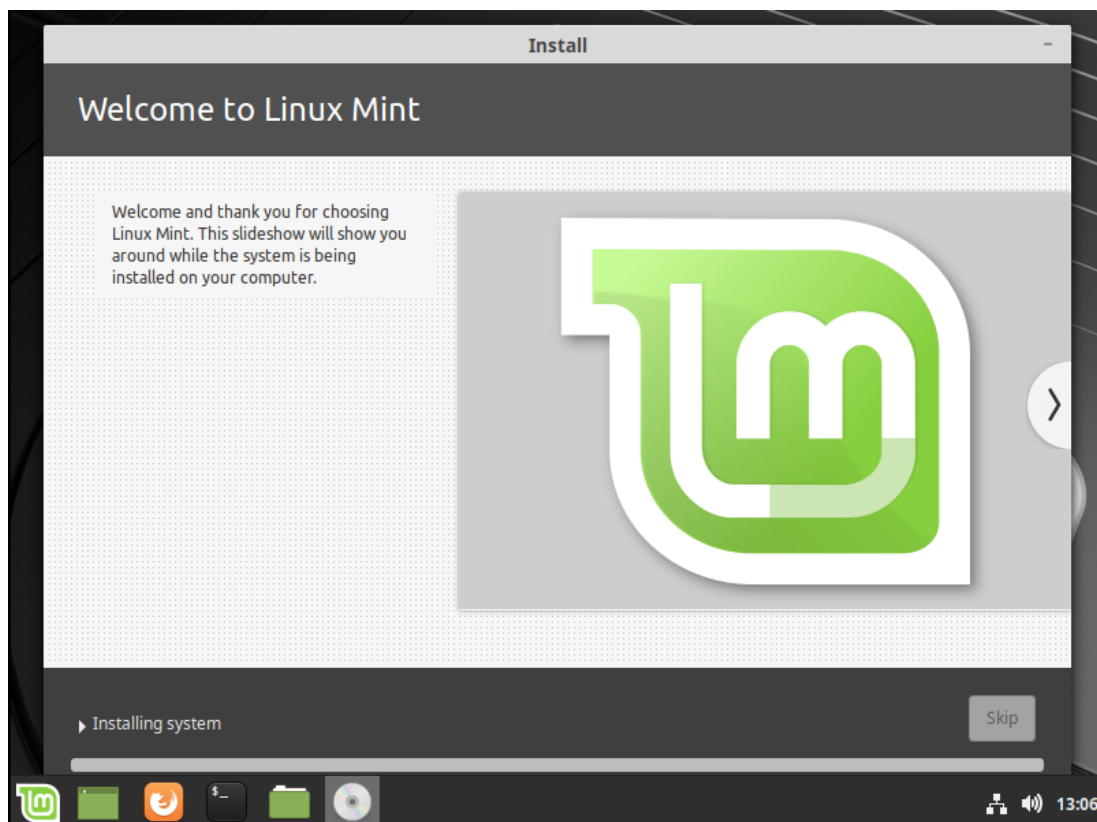 Install
Welcome to Linux Mint
Welcome and thank you for choosing
Linux Mint. This slideshow will show you
around while the system is being
installed on your computer.
Installing system
Skip
$_
13:06